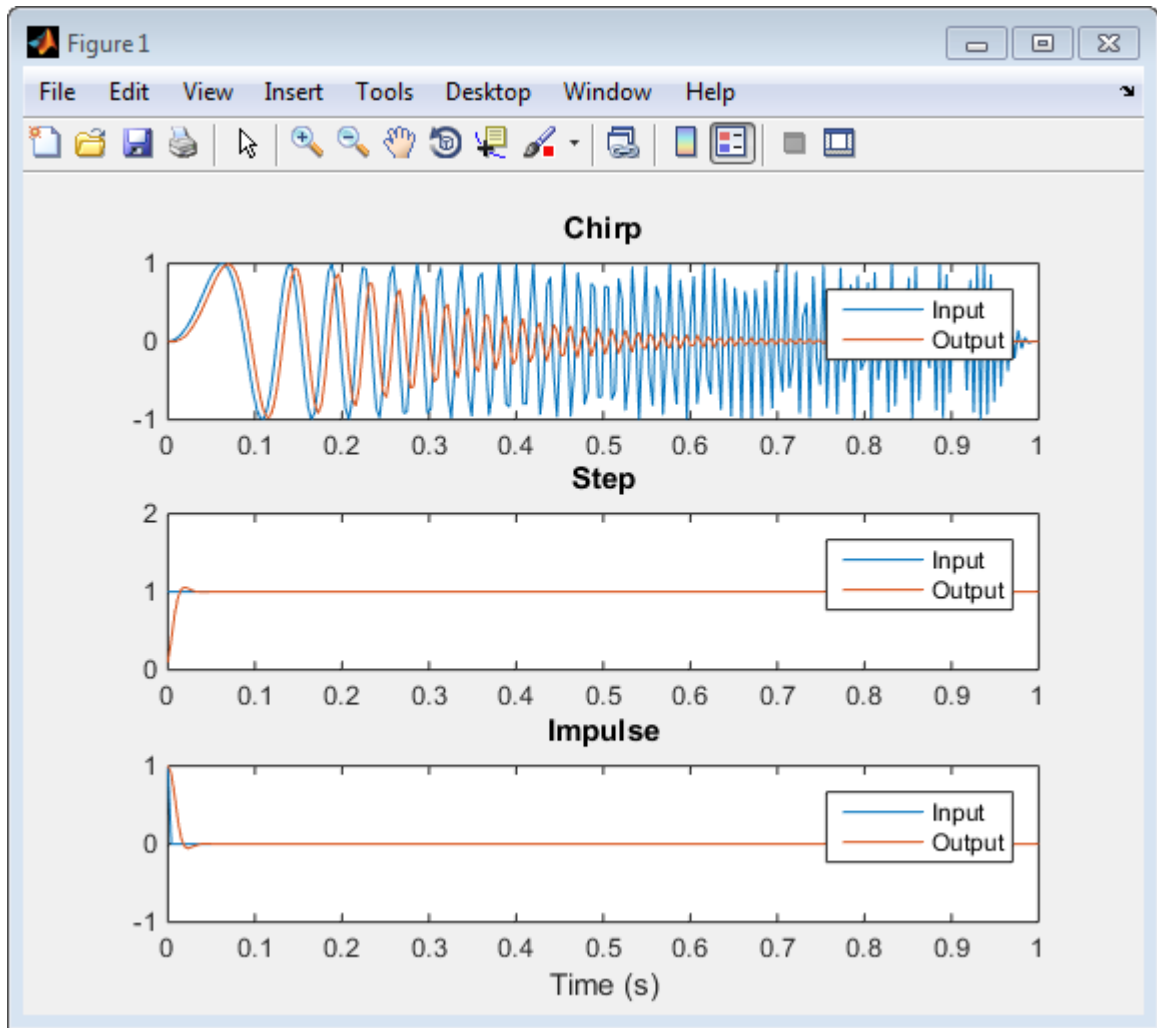 Figure 1
File Edit View Insert Tools Desktop Window Help
Chirp
1
0
-1
Input
Output
0 0.1 0.2 0.3 0.4 0.5 0.6 0.7 0.8 0.9 1
Step
2
1
0
Input
Output
0 0.1 0.2 0.3 0.4 0.5 0.6 0.7 0.8 0.9 1
Impulse
1
0
-1
Input
Output
0 0.1 0.2 0.3 0.4 0.5 0.6 0.7 0.8 0.9 1
Time (s)